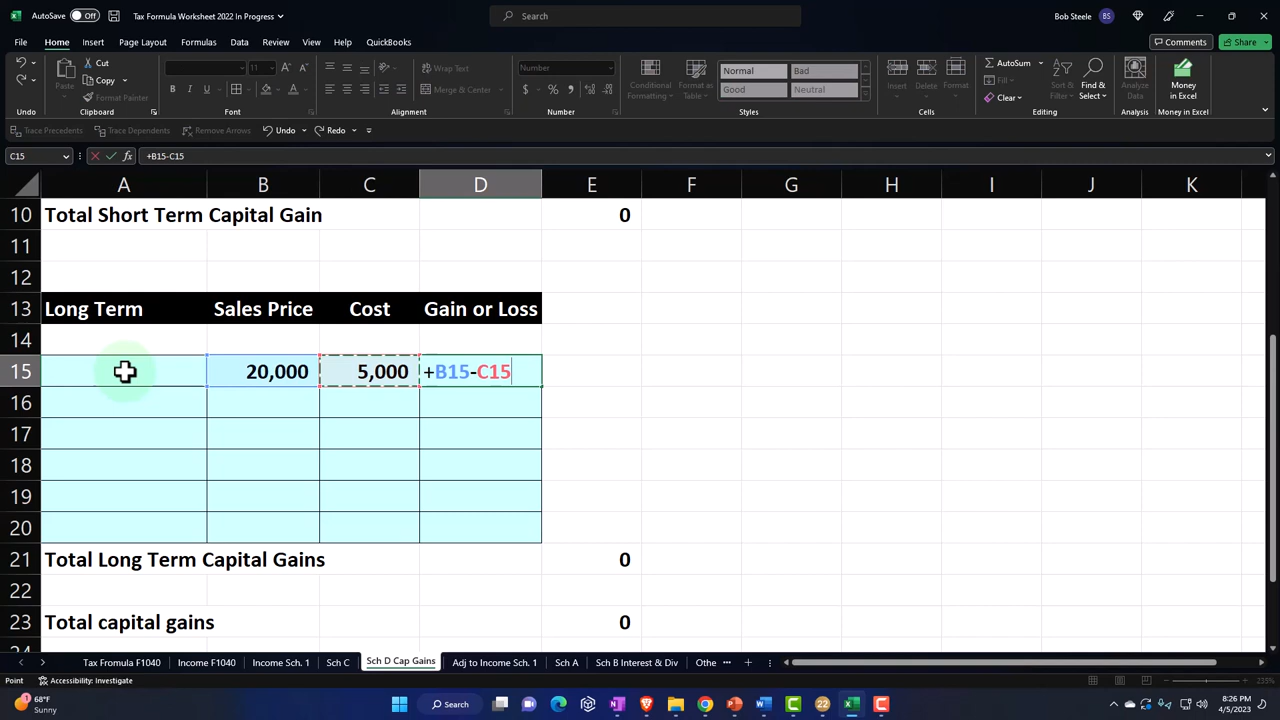 AutoSave Off Tax Formula Worksheet 2022 In Progress Search Bob Steele BS
File Home Insert Page Layout Formulas Data Review View Help QuickBooks Comments Share
Cut 11 Wrap Text Number Normal Bad AutoSum
Paste Copy Conditional Format as Insert Delete Format Fill Sort & Find & Analyze Money
Format Painter B I U Merge & Center $ % Formatting Table Good Neutral Clear Filter Select Data in Excel
Undo Clipboard Font Alignment Number Styles Cells Editing Analysis Money in Excel
Trace Precedents Trace Dependents Remove Arrows Undo Redo
C15 fx +B15-C15
A B C D E F G H I J K
10 Total Short Term Capital Gain 0
11
12
13 Long Term Sales Price Cost Gain or Loss
14
15 20,000 5,000 +B15-C15
16
17
18
19
20
21 Total Long Term Capital Gains 0
22
23 Total capital gains 0
24
Tax Fromula F1040 Income F1040 Income Sch. 1 Sch C Sch D Cap Gains Adj to Income Sch. 1 Sch A Sch B Interest & Div Othe
Point Accessibility: Investigate 235%
68°F Search 22 8:26 PM
Sunny 4/5/2023